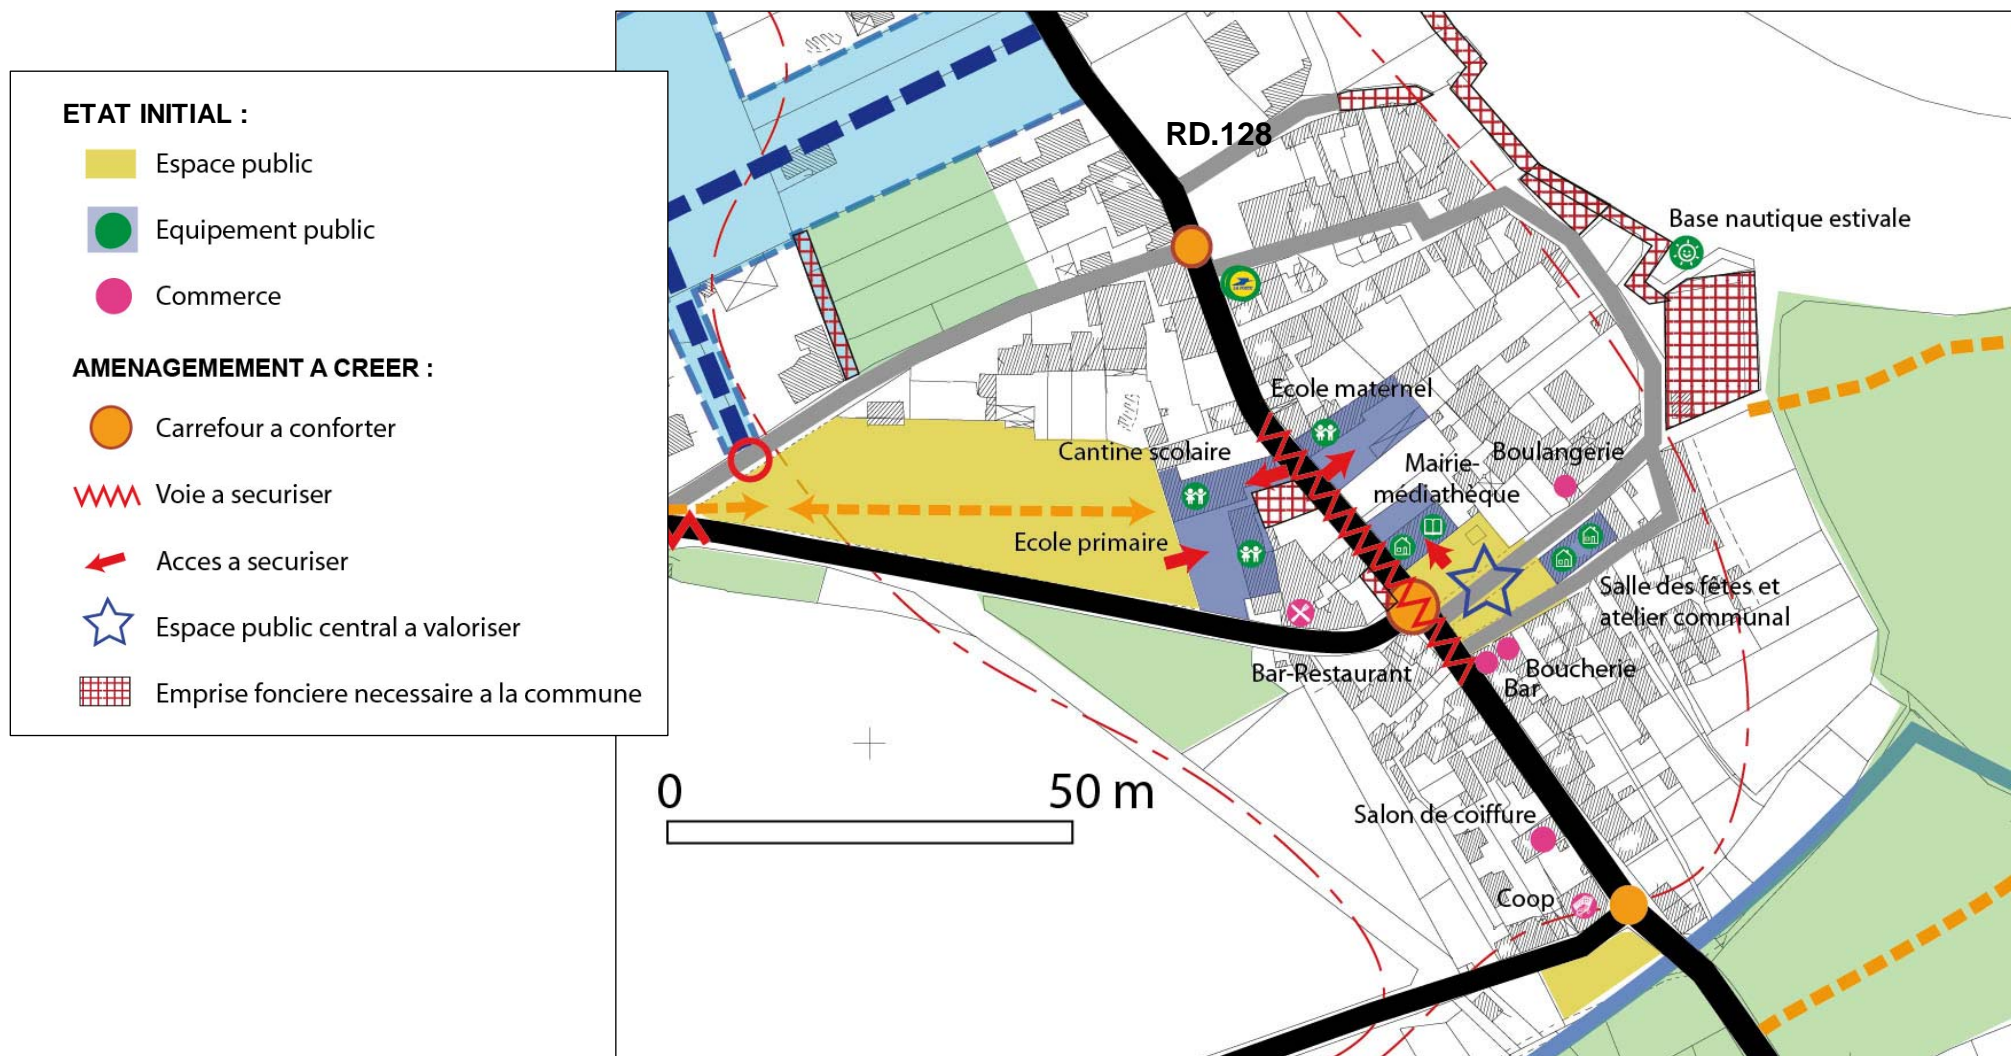 ETAT INITIAL :
Espace public
Equipement public
Commerce
AMENAGEMEMENT A CREER :
Carrefour a conforter
Voie a securiser
Acces a securiser
Espace public central a valoriser
Emprise fonciere necessaire a la commune
RD.128
Base nautique estivale
Ecole maternel
Cantine scolaire
Boulangerie
Mairie-
médiathèque
Ecole primaire
Salle des fêtes et
atelier communal
Bar-Restaurant
Boucherie
Bar
0
50 m
Salon de coiffure
Coop